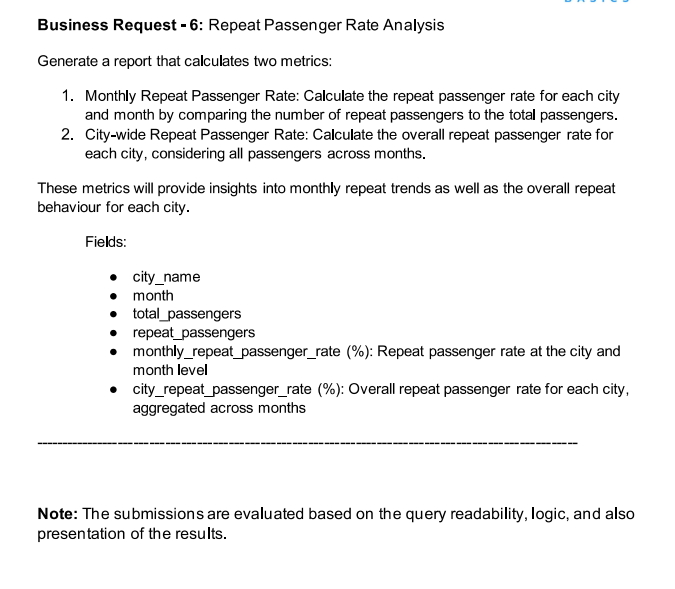 Business Request - 6: Repeat Passenger Rate Analysis
Generate a report that calculates two metrics:
1. Monthly Repeat Passenger Rate: Calculate the repeat passenger rate for each city
and month by comparing the number of repeat passengers to the total passengers.
2. City-wide Repeat Passenger Rate: Calculate the overall repeat passenger rate for
each city, considering all passengers across months.
These metrics will provide insights into monthly repeat trends as well as the overall repeat
behaviour for each city.
Fields:
● city_name
● month
● total_passengers
● repeat_passengers
● monthly_repeat_passenger_rate (%): Repeat passenger rate at the city and
month level
● city_repeat_passenger_rate (%): Overall repeat passenger rate for each city,
aggregated across months
Note: The submissions are evaluated based on the query readability, logic, and also
presentation of the results.